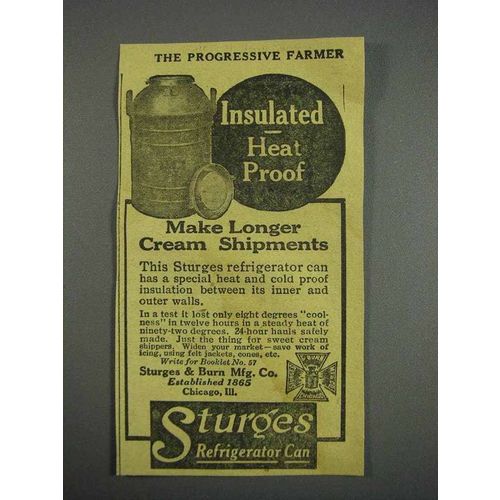 THE PROGRESSIVE FARMER
Insulated
Heat
Proof
Make Longer
Cream Shipments
This Sturges refrigerator can
has a special heat and cold proof
insulation between its inner and
outer walls.
In a test it lost only eight degrees "cool-
ness" in twelve hours in a steady heat of
ninety-two degrees. 24-hour hauls safely
made. Just the thing for sweet cream
shippers. Widen your market—save work of
icing, using felt jackets, cones, etc.
Write for Booklet No. 57
Sturges & Burn Mfg. Co.
Established 1865
Chicago, Ill.
Sturges
Refrigerator Can